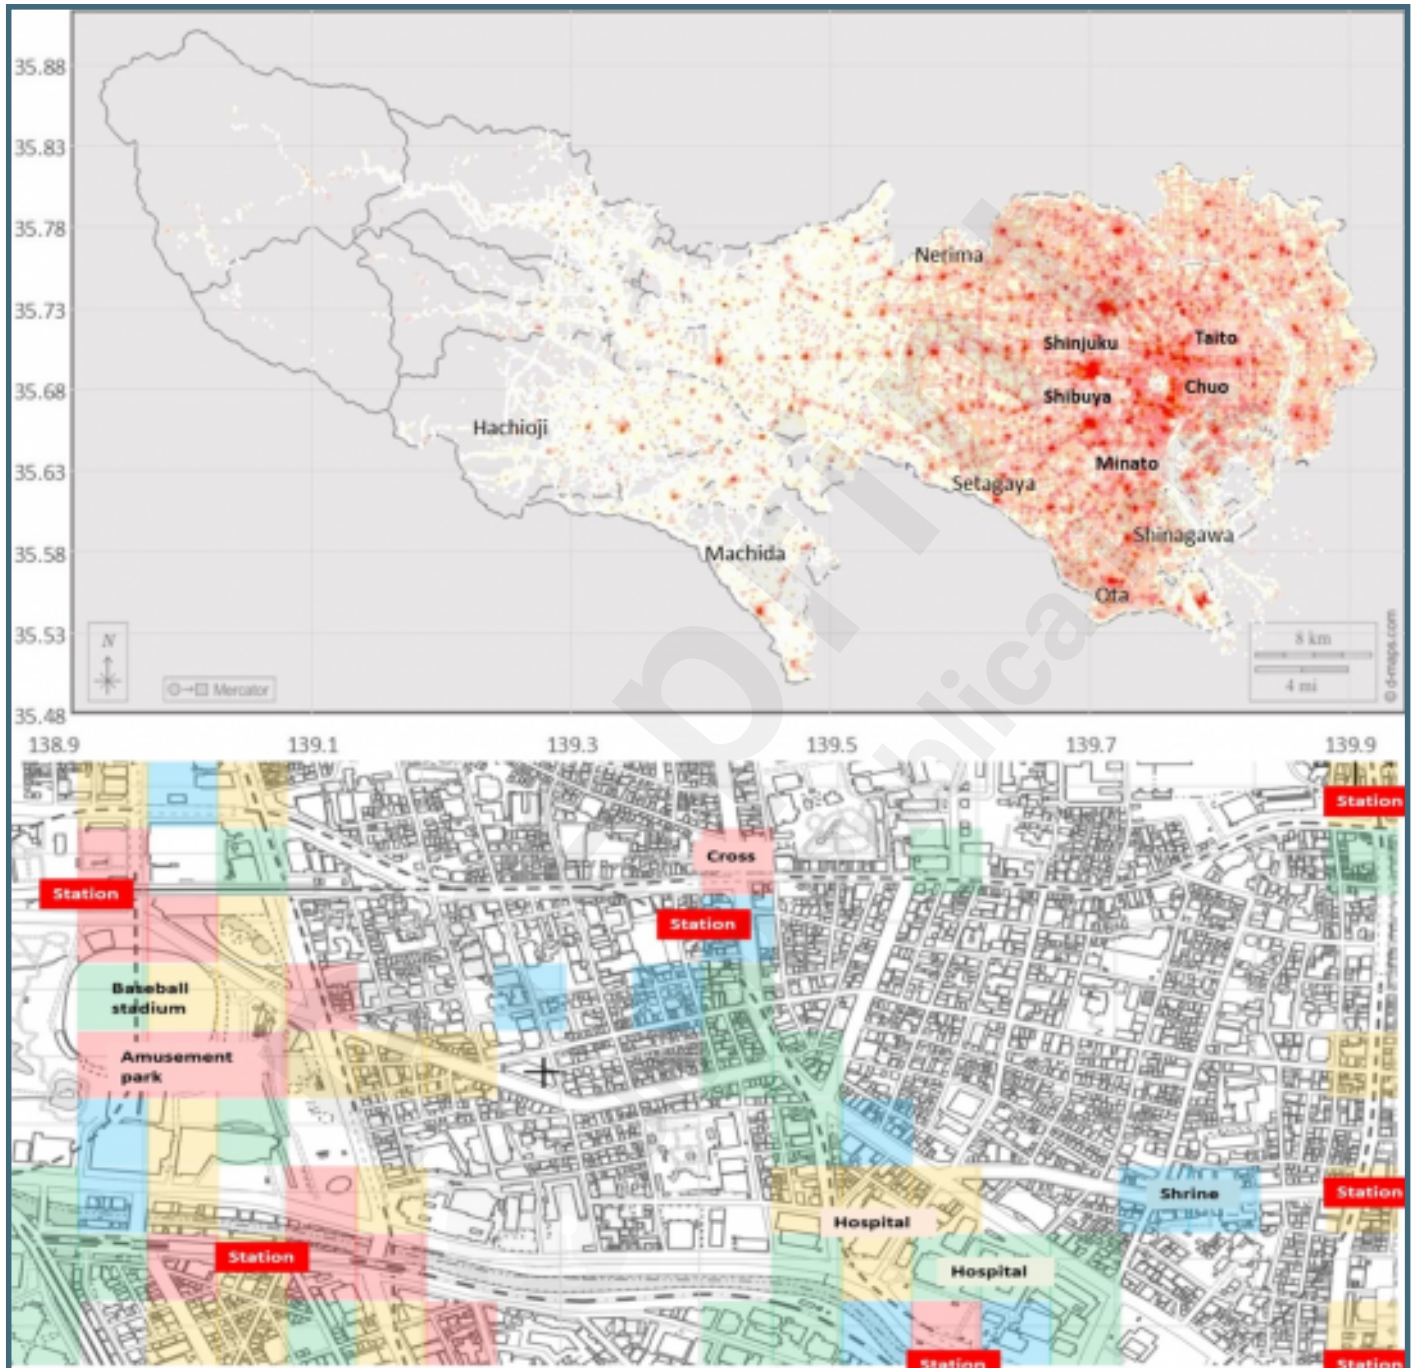 35.88
35.83
35.78
Nerima
35.73
Shinjuku
Taito
35.68
Shibuya
Chuo
Hachioji
Minato
35.63
Setagaya
Shinagawa
35.58
Machida
Ota
35.53
N
8 km
4 mi
Mercator
© d-maps.com
35.48
138.9
139.1
139.3
139.5
139.7
139.9
Station
Cross
Station
Station
Baseball
stadium
Amusement
park
Shrine
Station
Hospital
Station
Hospital
Station
Station